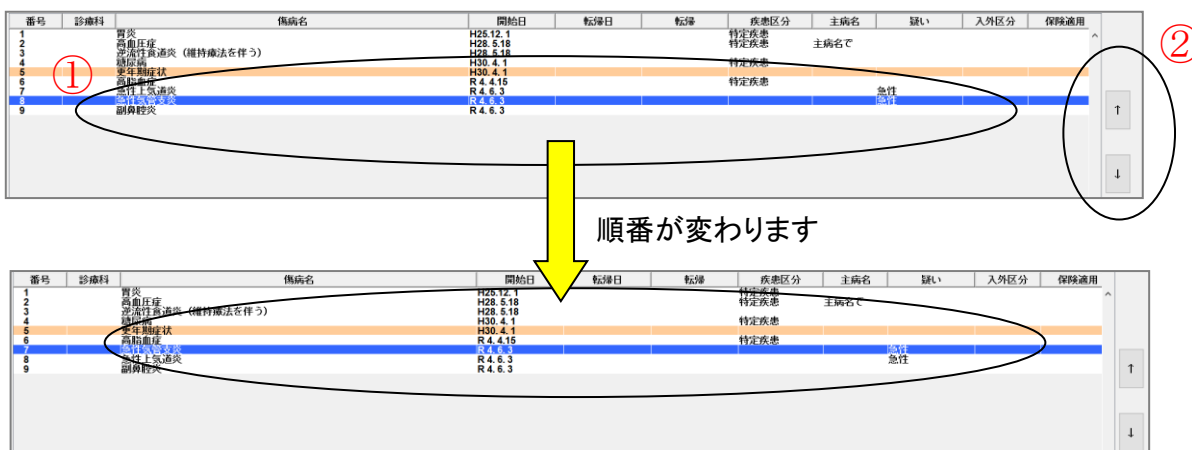 番号 診療科 傷病名 開始日 転帰日 転帰 疾患区分 主病名 疑い 入外区分 保険適用
1 胃炎 H25.12. 1 特定疾患
2 高血圧症 H28. 5.18 特定疾患 主病名で
3 逆流性食道炎（維持療法を伴う） H28. 5.18
4 糖尿病 H30. 4. 1 特定疾患
5 更年期症状 H30. 4. 1
6 高脂血症 R 4. 4.15 特定疾患
7 急性上気道炎 R 4. 6. 3 急性
8 急性気管支炎 R 4. 6. 3 急性
9 副鼻腔炎 R 4. 6. 3
①
②
↑
↓
順番が変わります
番号 診療科 傷病名 開始日 転帰日 転帰 疾患区分 主病名 疑い 入外区分 保険適用
1 胃炎 H25.12. 1 特定疾患
2 高血圧症 H28. 5.18 特定疾患 主病名で
3 逆流性食道炎（維持療法を伴う） H28. 5.18
4 糖尿病 H30. 4. 1 特定疾患
5 更年期症状 H30. 4. 1
6 高脂血症 R 4. 4.15 特定疾患
7 急性気管支炎 R 4. 6. 3 急性
8 急性上気道炎 R 4. 6. 3 急性
9 副鼻腔炎 R 4. 6. 3
↑
↓